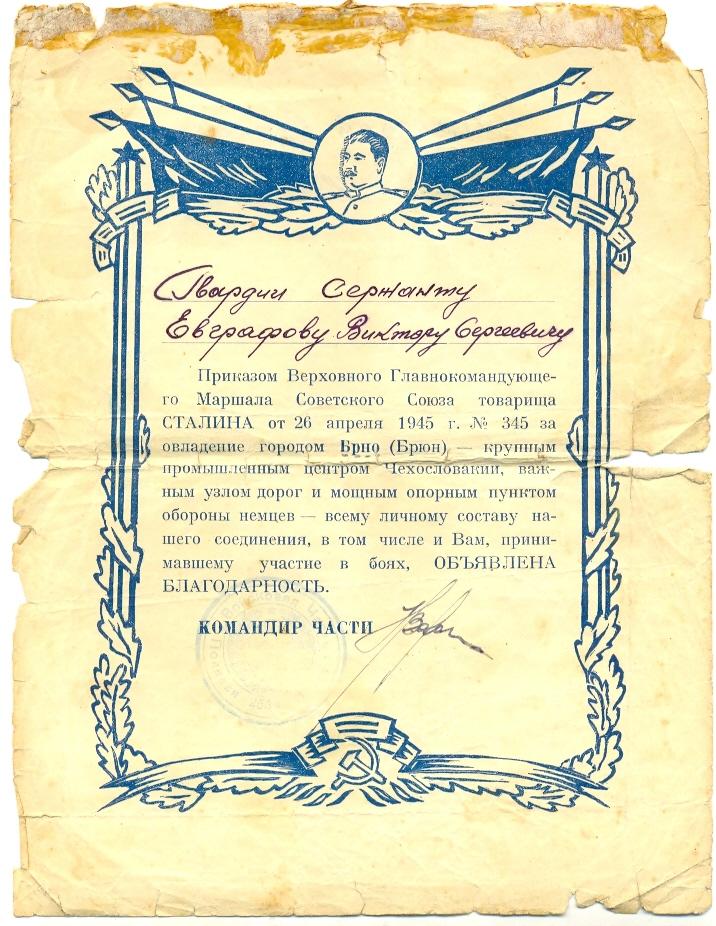 Гвардии Сержанту
Евграфову Виктору Сергеевичу
Приказом Верховного Главнокомандующе-
го Маршала Советского Союза товарища
СТАЛИНА от 26 апреля 1945 г. № 345 за
овладение городом Брно (Брюн) — крупным
промышленным центром Чехословакии, важ-
ным узлом дорог и мощным опорным пунктом
обороны немцев — всему личному составу на-
шего соединения, в том числе и Вам, прини-
мавшему участие в боях, ОБЪЯВЛЕНА
БЛАГОДАРНОСТЬ.
КОМАНДИР ЧАСТИ